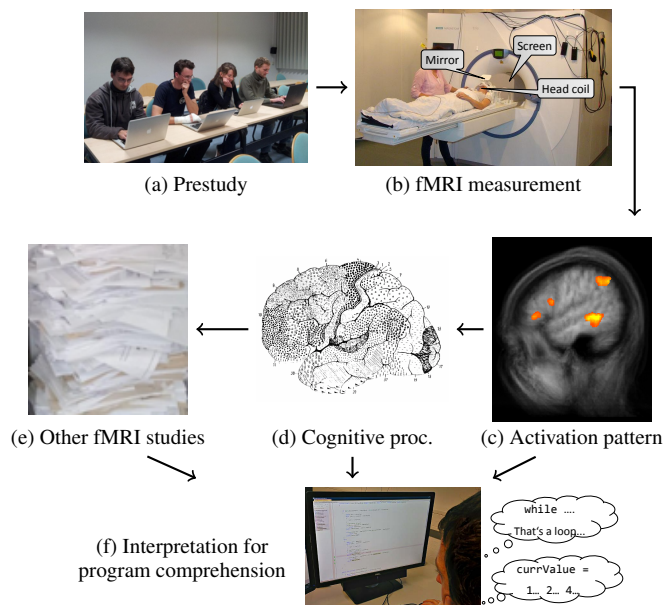 Mirror
Screen
Head coil
(a) Prestudy
(b) fMRI measurement
(e) Other fMRI studies
(d) Cognitive proc.
(c) Activation pattern
(f) Interpretation for
program comprehension
while ....
That's a loop...
currValue =
1... 2... 4...